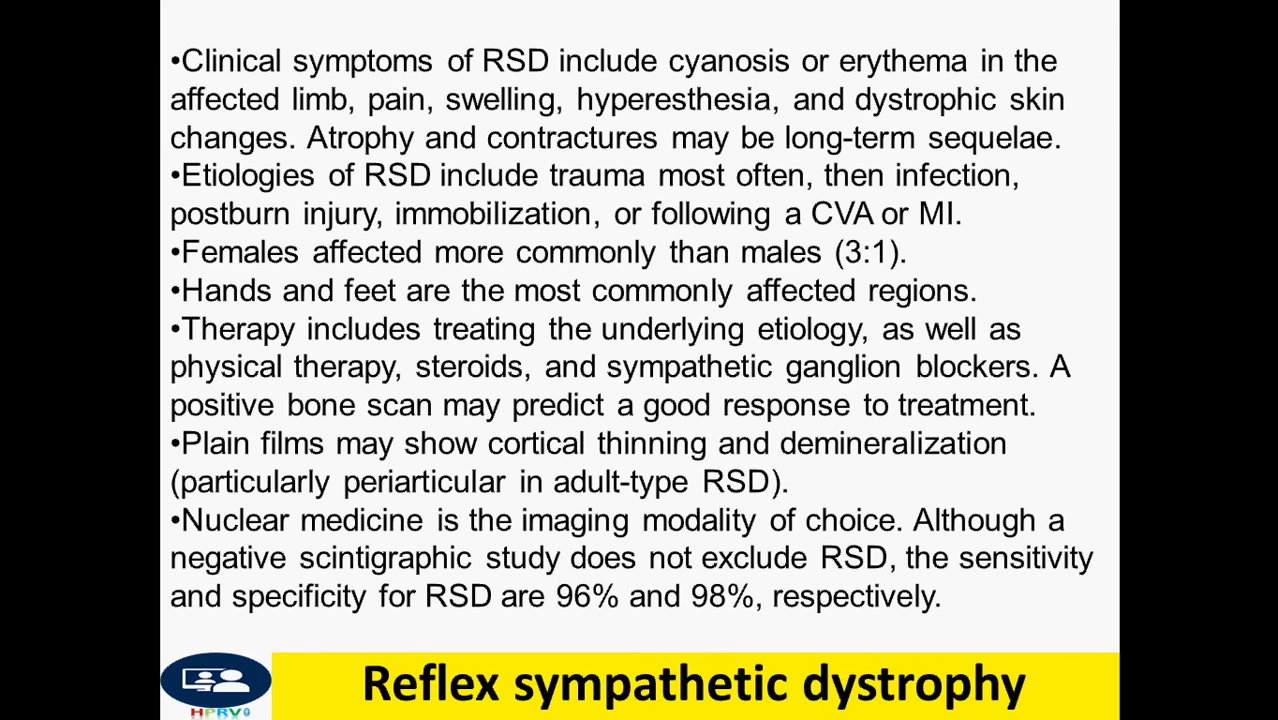 •Clinical symptoms of RSD include cyanosis or erythema in the
affected limb, pain, swelling, hyperesthesia, and dystrophic skin
changes. Atrophy and contractures may be long-term sequelae.
•Etiologies of RSD include trauma most often, then infection,
postburn injury, immobilization, or following a CVA or MI.
•Females affected more commonly than males (3:1).
•Hands and feet are the most commonly affected regions.
•Therapy includes treating the underlying etiology, as well as
physical therapy, steroids, and sympathetic ganglion blockers. A
positive bone scan may predict a good response to treatment.
•Plain films may show cortical thinning and demineralization
(particularly periarticular in adult-type RSD).
•Nuclear medicine is the imaging modality of choice. Although a
negative scintigraphic study does not exclude RSD, the sensitivity
and specificity for RSD are 96% and 98%, respectively.
Reflex sympathetic dystrophy